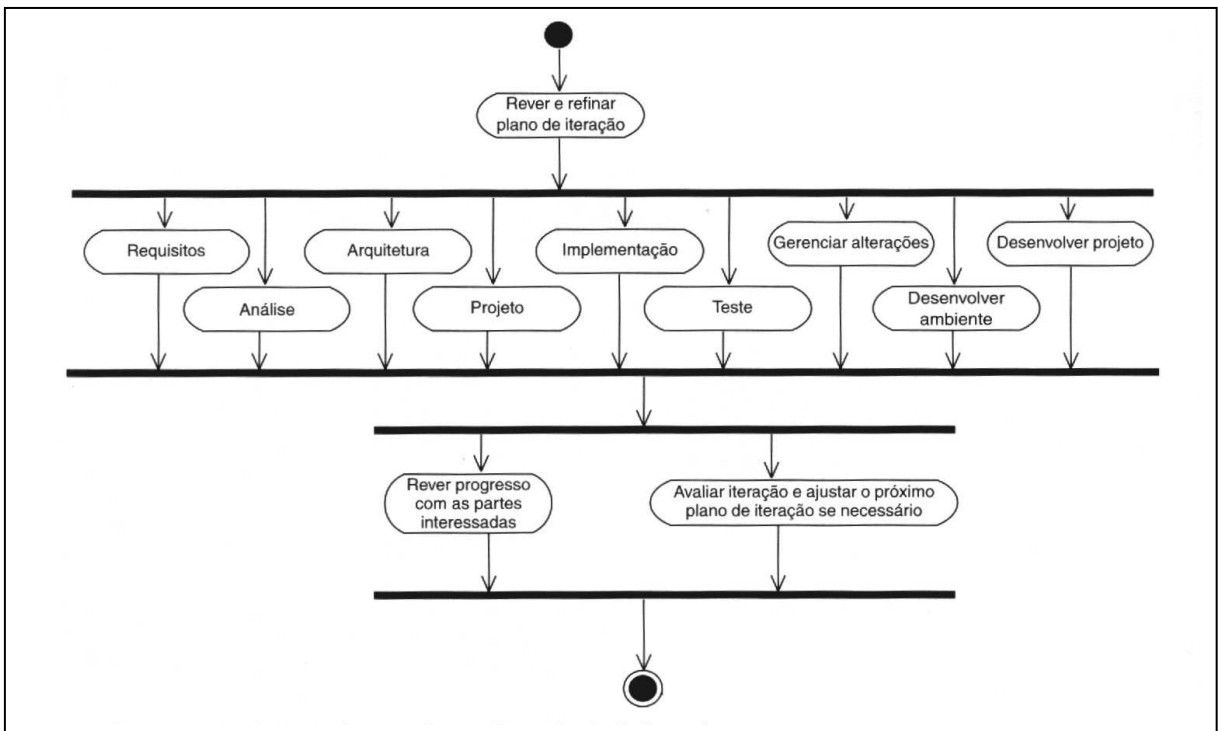 Rever e refinar
plano de iteração
Requisitos
Arquitetura
Implementação
Gerenciar alterações
Desenvolver projeto
Análise
Projeto
Teste
Desenvolver
ambiente
Rever progresso
com as partes
interessadas
Avaliar iteração e ajustar o próximo
plano de iteração se necessário